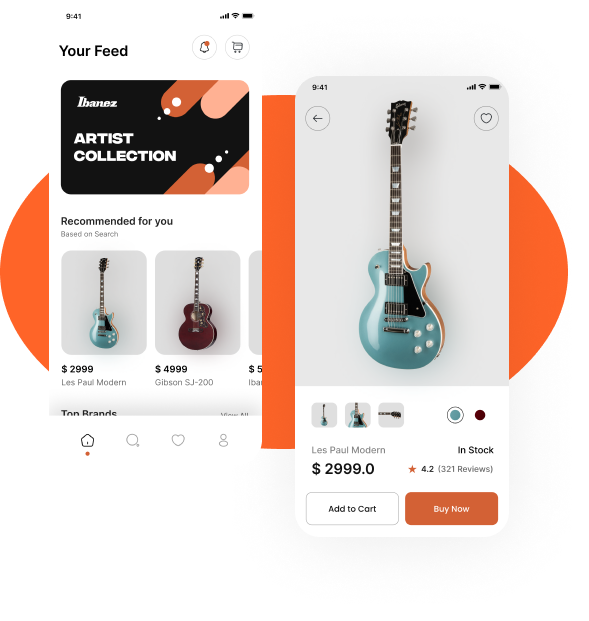 9:41
Your Feed
Ibanez
ARTIST
COLLECTION
Recommended for you
Based on Search
$ 2999
Les Paul Modern
$ 4999
Gibson SJ-200
$ 5
Iba
Top Brands
View All
9:41
Les Paul Modern
In Stock
$ 2999.0
4.2 (321 Reviews)
Add to Cart
Buy Now